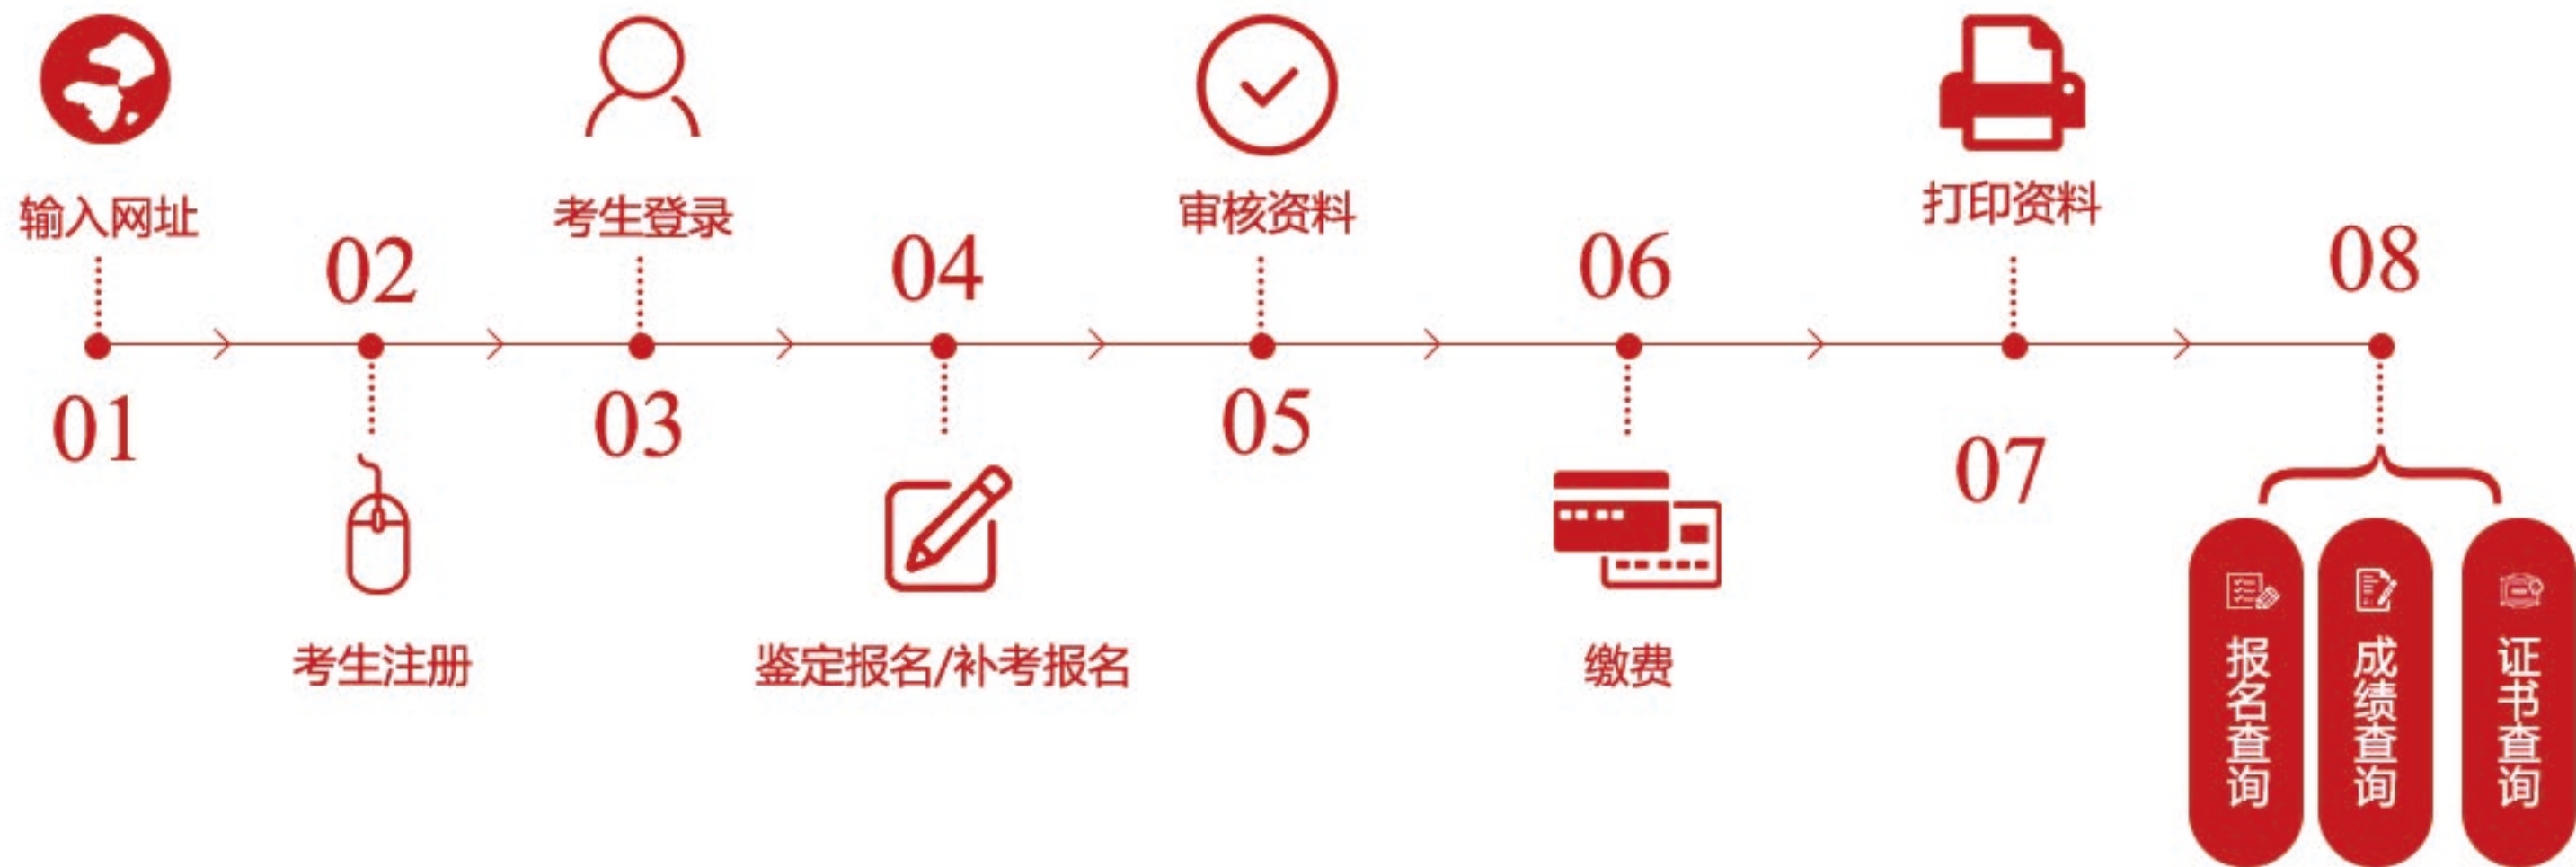 输入网址
01
02
考生注册
考生登录
03
04
鉴定报名/补考报名
审核资料
05
06
缴费
打印资料
07
08
报名查询
成绩查询
证书查询